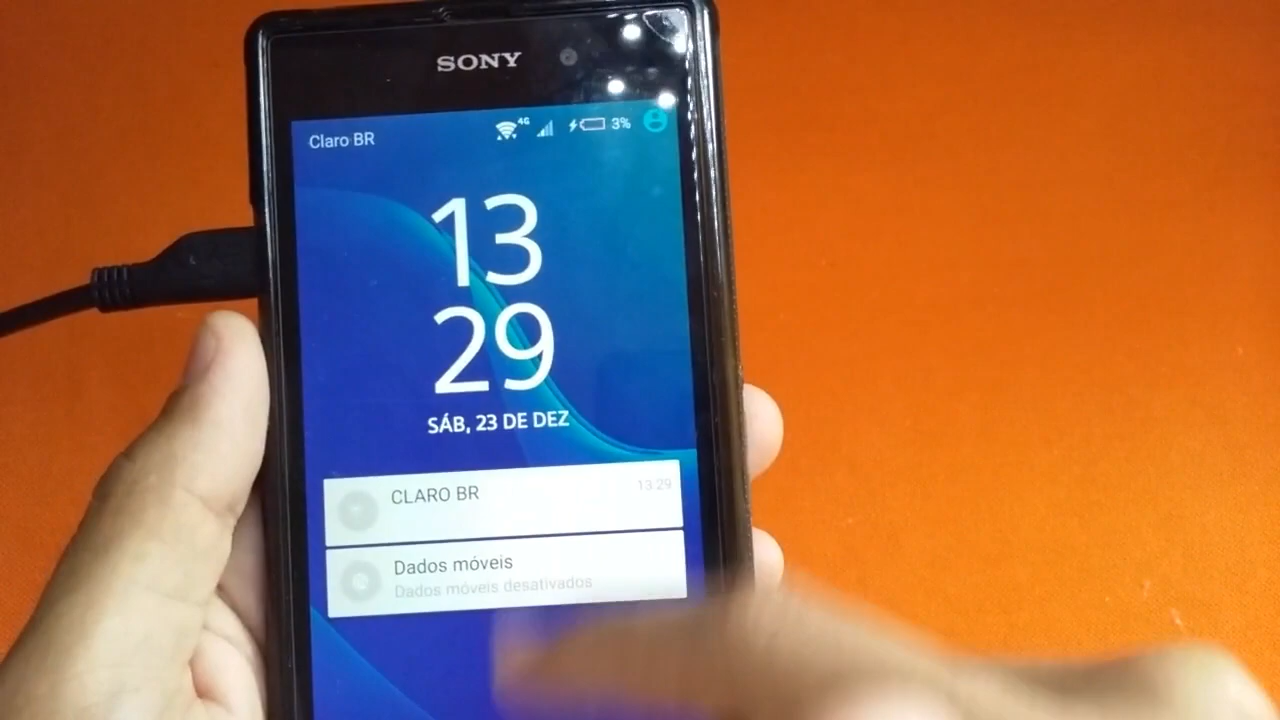 SONY
Claro BR
4G
3%
13
29
SÁB, 23 DE DEZ
CLARO BR
13:29
Dados móveis
Dados móveis desativados